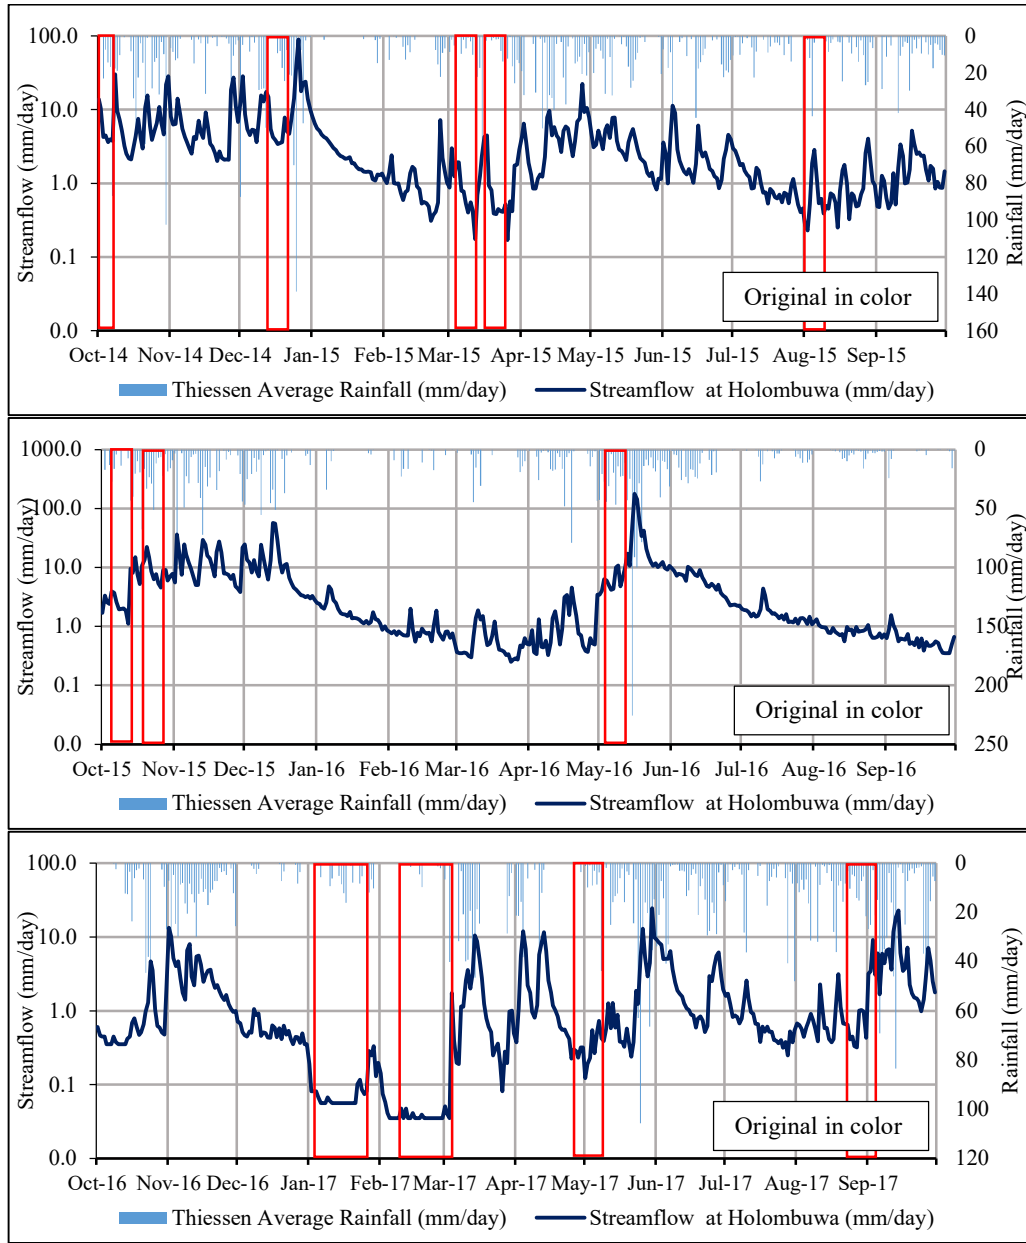 100.0
10.0
1.0
0.1
0.0
Streamflow (mm/day)
0
20
40
60
80
100
120
140
160
Rainfall (mm/day)
Original in color
Oct-14 Nov-14 Dec-14 Jan-15 Feb-15 Mar-15 Apr-15 May-15 Jun-15 Jul-15 Aug-15 Sep-15
Thiessen Average Rainfall (mm/day) Streamflow at Holombuwa (mm/day)
1000.0
100.0
10.0
1.0
0.1
0.0
Streamflow (mm/day)
0
50
100
150
200
250
Rainfall (mm/day)
Original in color
Oct-15 Nov-15 Dec-15 Jan-16 Feb-16 Mar-16 Apr-16 May-16 Jun-16 Jul-16 Aug-16 Sep-16
Thiessen Average Rainfall (mm/day) Streamflow at Holombuwa (mm/day)
100.0
10.0
1.0
0.1
0.0
Streamflow (mm/day)
0
20
40
60
80
100
120
Rainfall (mm/day)
Original in color
Oct-16 Nov-16 Dec-16 Jan-17 Feb-17 Mar-17 Apr-17 May-17 Jun-17 Jul-17 Aug-17 Sep-17
Thiessen Average Rainfall (mm/day) Streamflow at Holombuwa (mm/day)